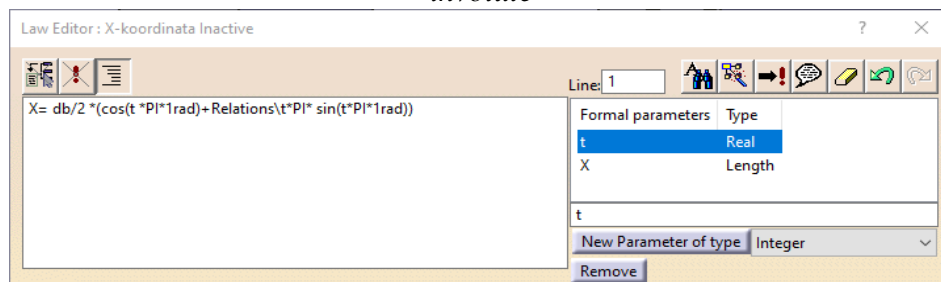 involute
Law Editor : X-koordinata Inactive
Line: 1
X= db/2 *(cos(t *PI*1rad)+Relations\t*PI* sin(t*PI*1rad))
Formal parameters Type
t Real
X Length
t
New Parameter of type Integer
Remove